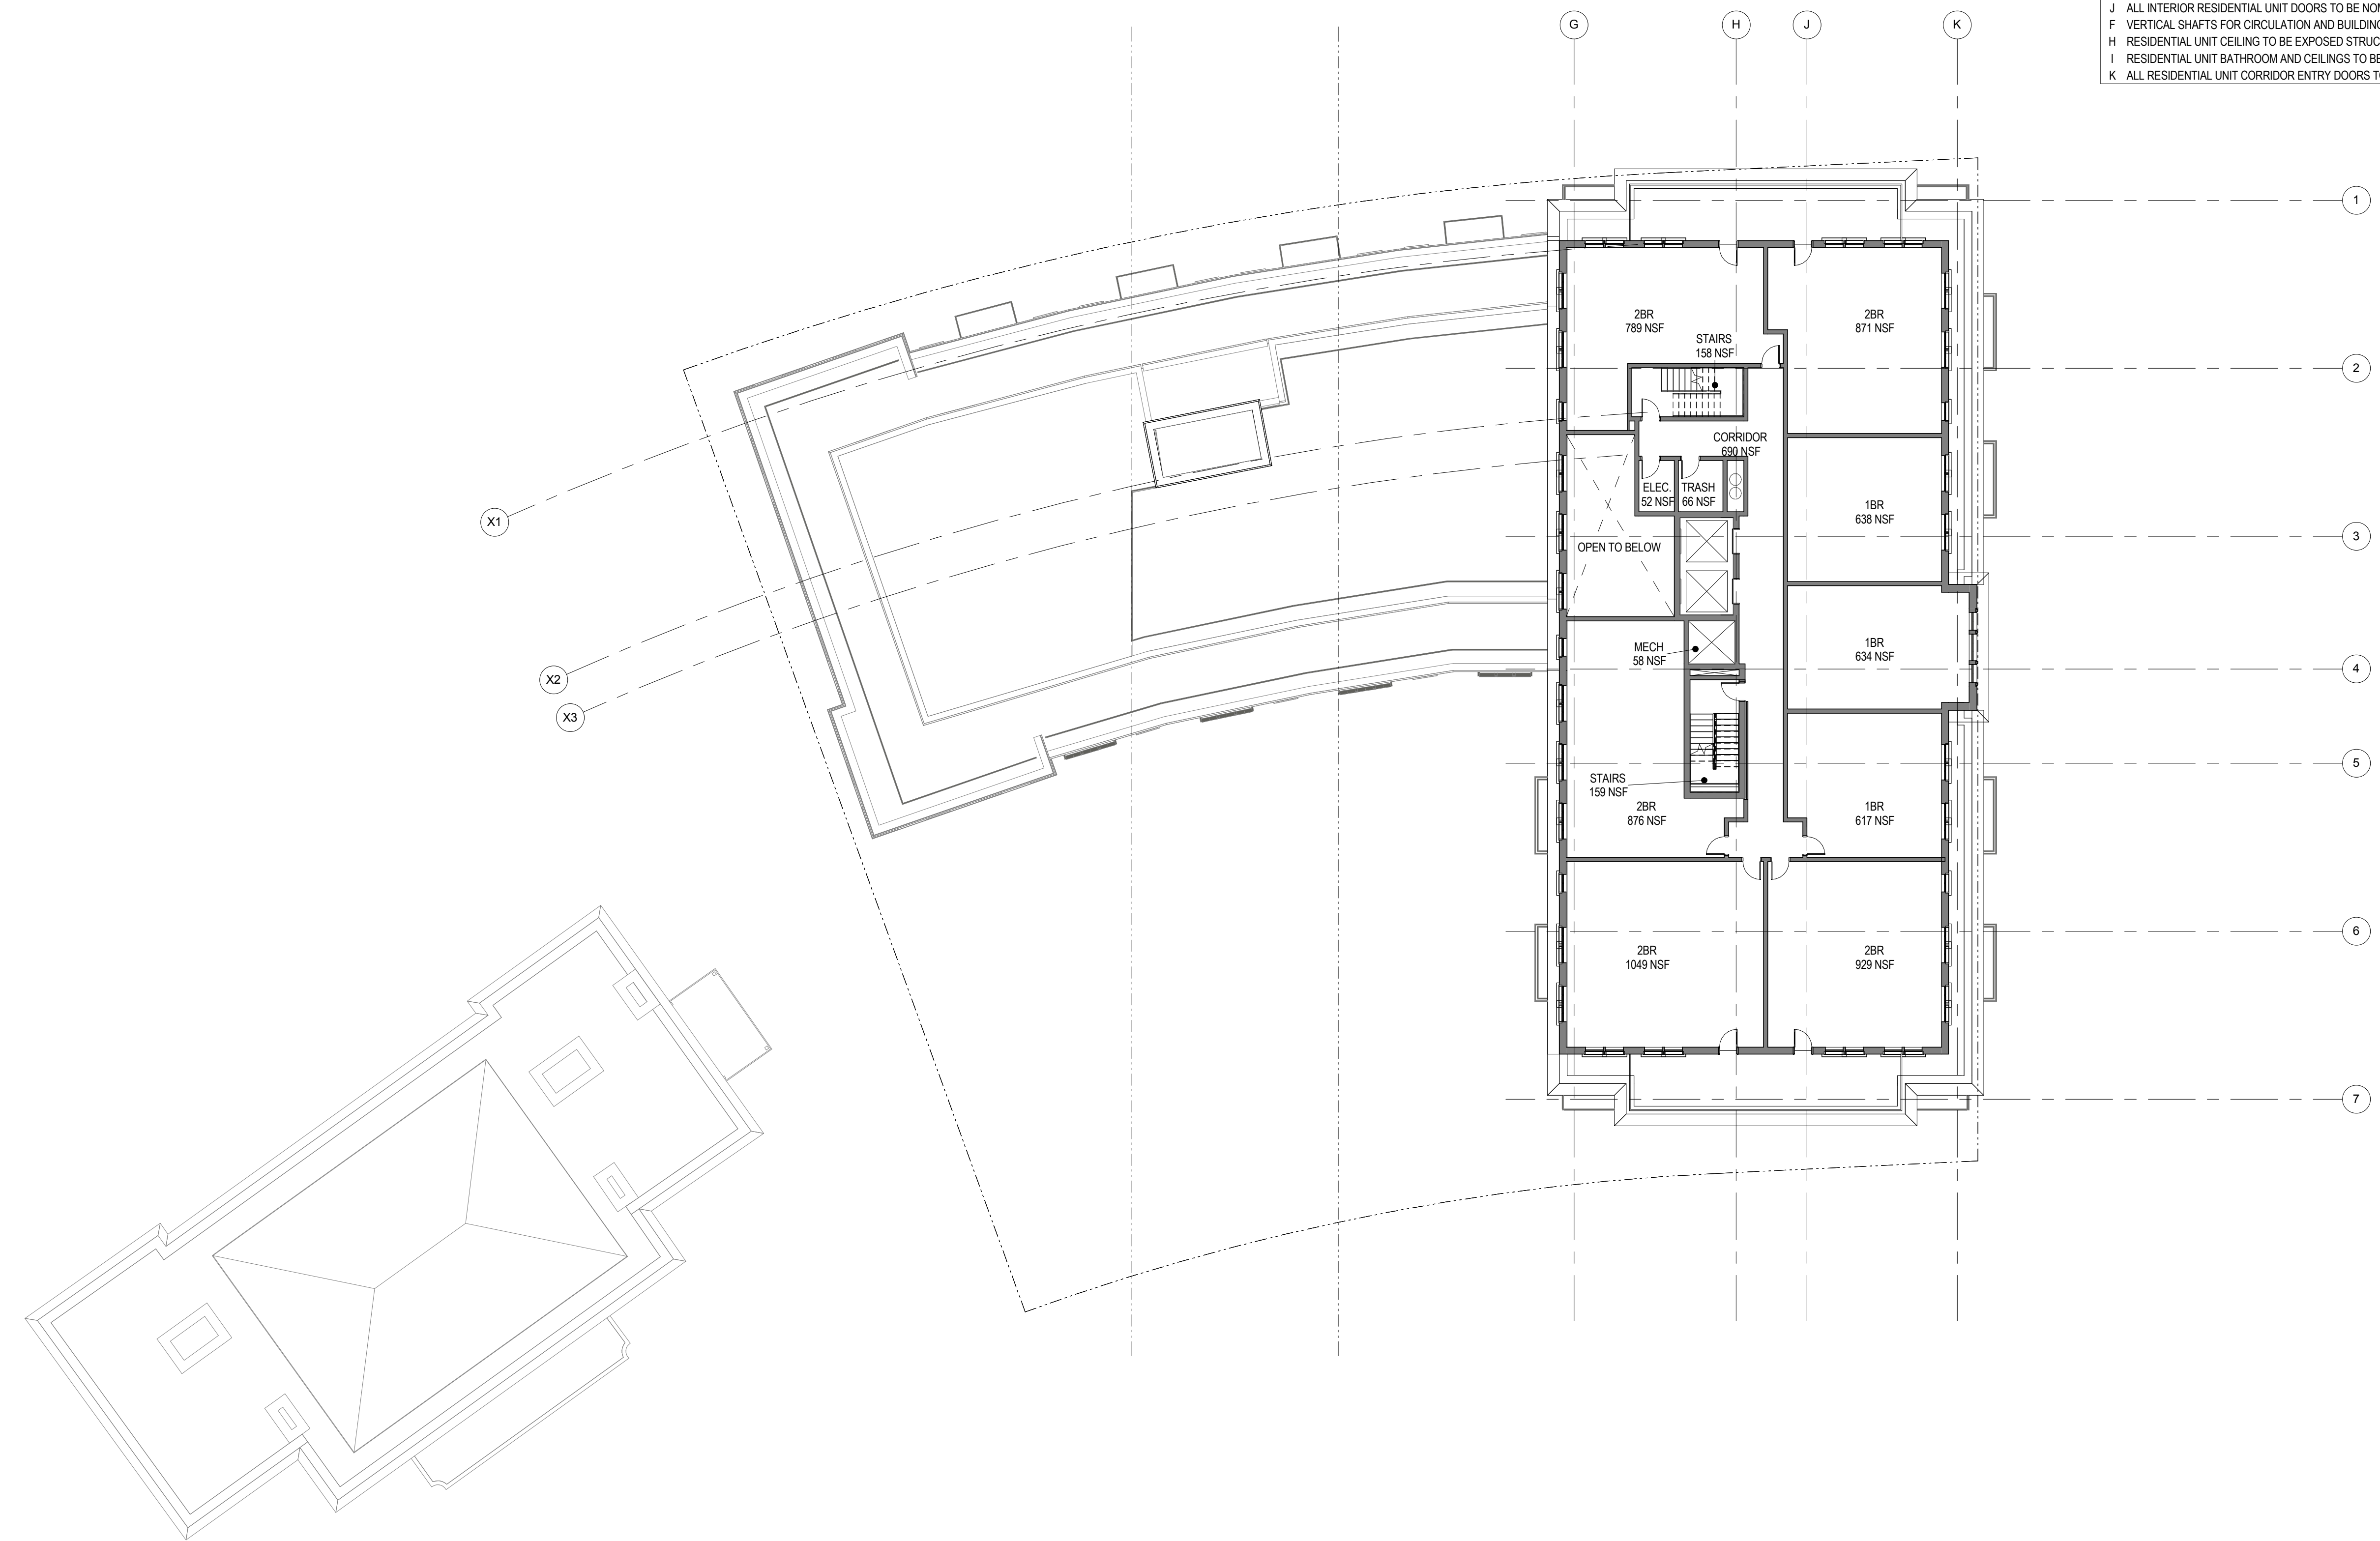 J ALL INTERIOR RESIDENTIAL UNIT DOORS TO BE
F VERTICAL SHAFTS FOR CIRCULATION AND
H RESIDENTIAL UNIT CEILING TO BE EXPOSED
I RESIDENTIAL UNIT BATHROOM AND CEILINGS TO
K ALL RESIDENTIAL UNIT CORRIDOR ENTRY DOORS
G
H
J
K
1
2BR
789 NSF
2BR
871 NSF
STAIRS
158 NSF
2
CORRIDOR
690 NSF
ELEC.
52 NSF
TRASH
66 NSF
1BR
638 NSF
X1
OPEN TO BELOW
3
MECH
58 NSF
1BR
634 NSF
4
X2
X3
5
STAIRS
159 NSF
2BR
876 NSF
1BR
617 NSF
6
2BR
1049 NSF
2BR
929 NSF
7